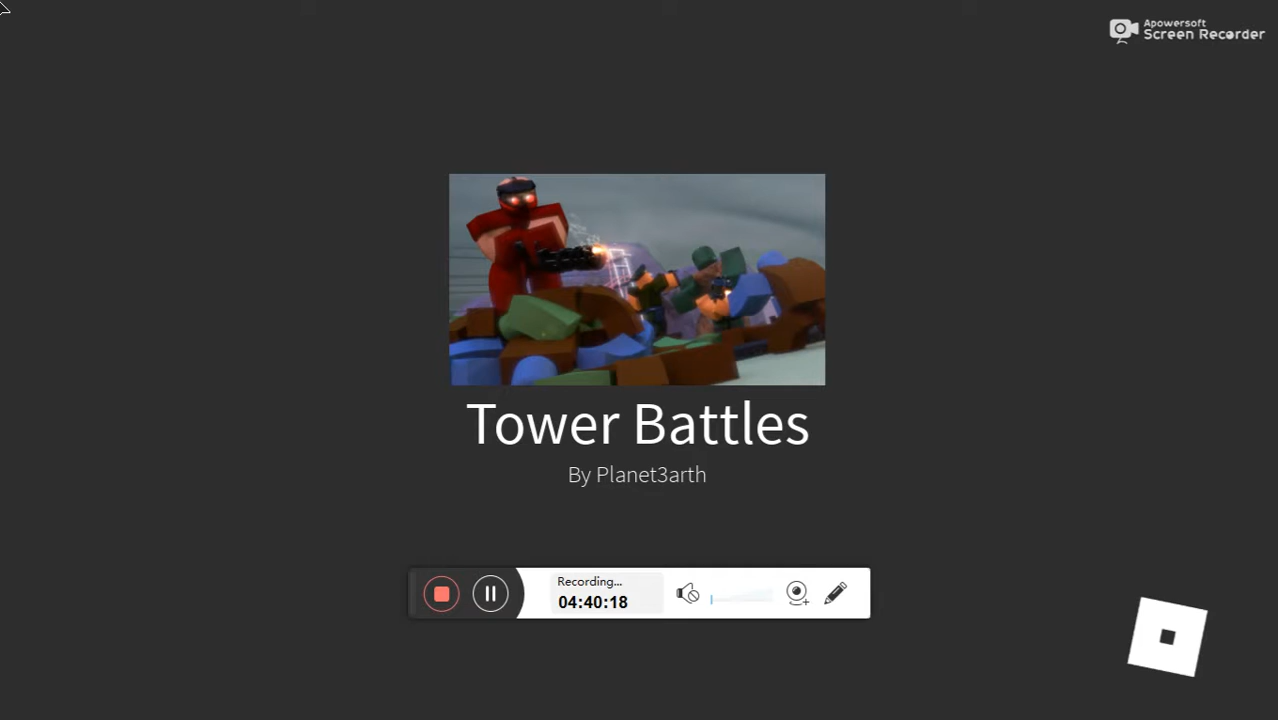 Apowersoft
Screen Recorder
Tower Battles
By Planet3arth
Recording...
04:40:18